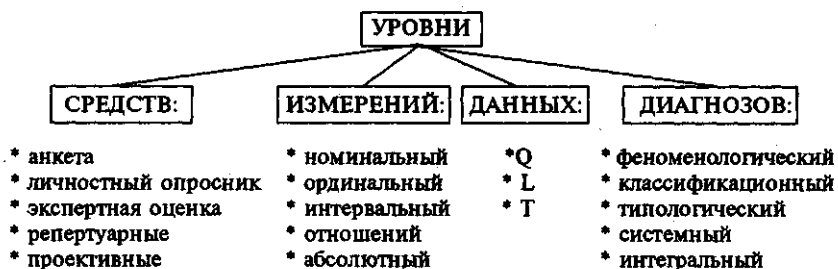 УРОВНИ
СРЕДСТВ:
* анкета
* личностный опросник
* экспертная оценка
* репертуарные
* проективные
ИЗМЕРЕНИЙ:
* номинальный
* ординальный
* интервальный
* отношений
* абсолютный
ДАННЫХ:
*Q
* L
* T
ДИАГНОЗОВ:
* феноменологический
* классификационный
* типологический
* системный
* интегральный